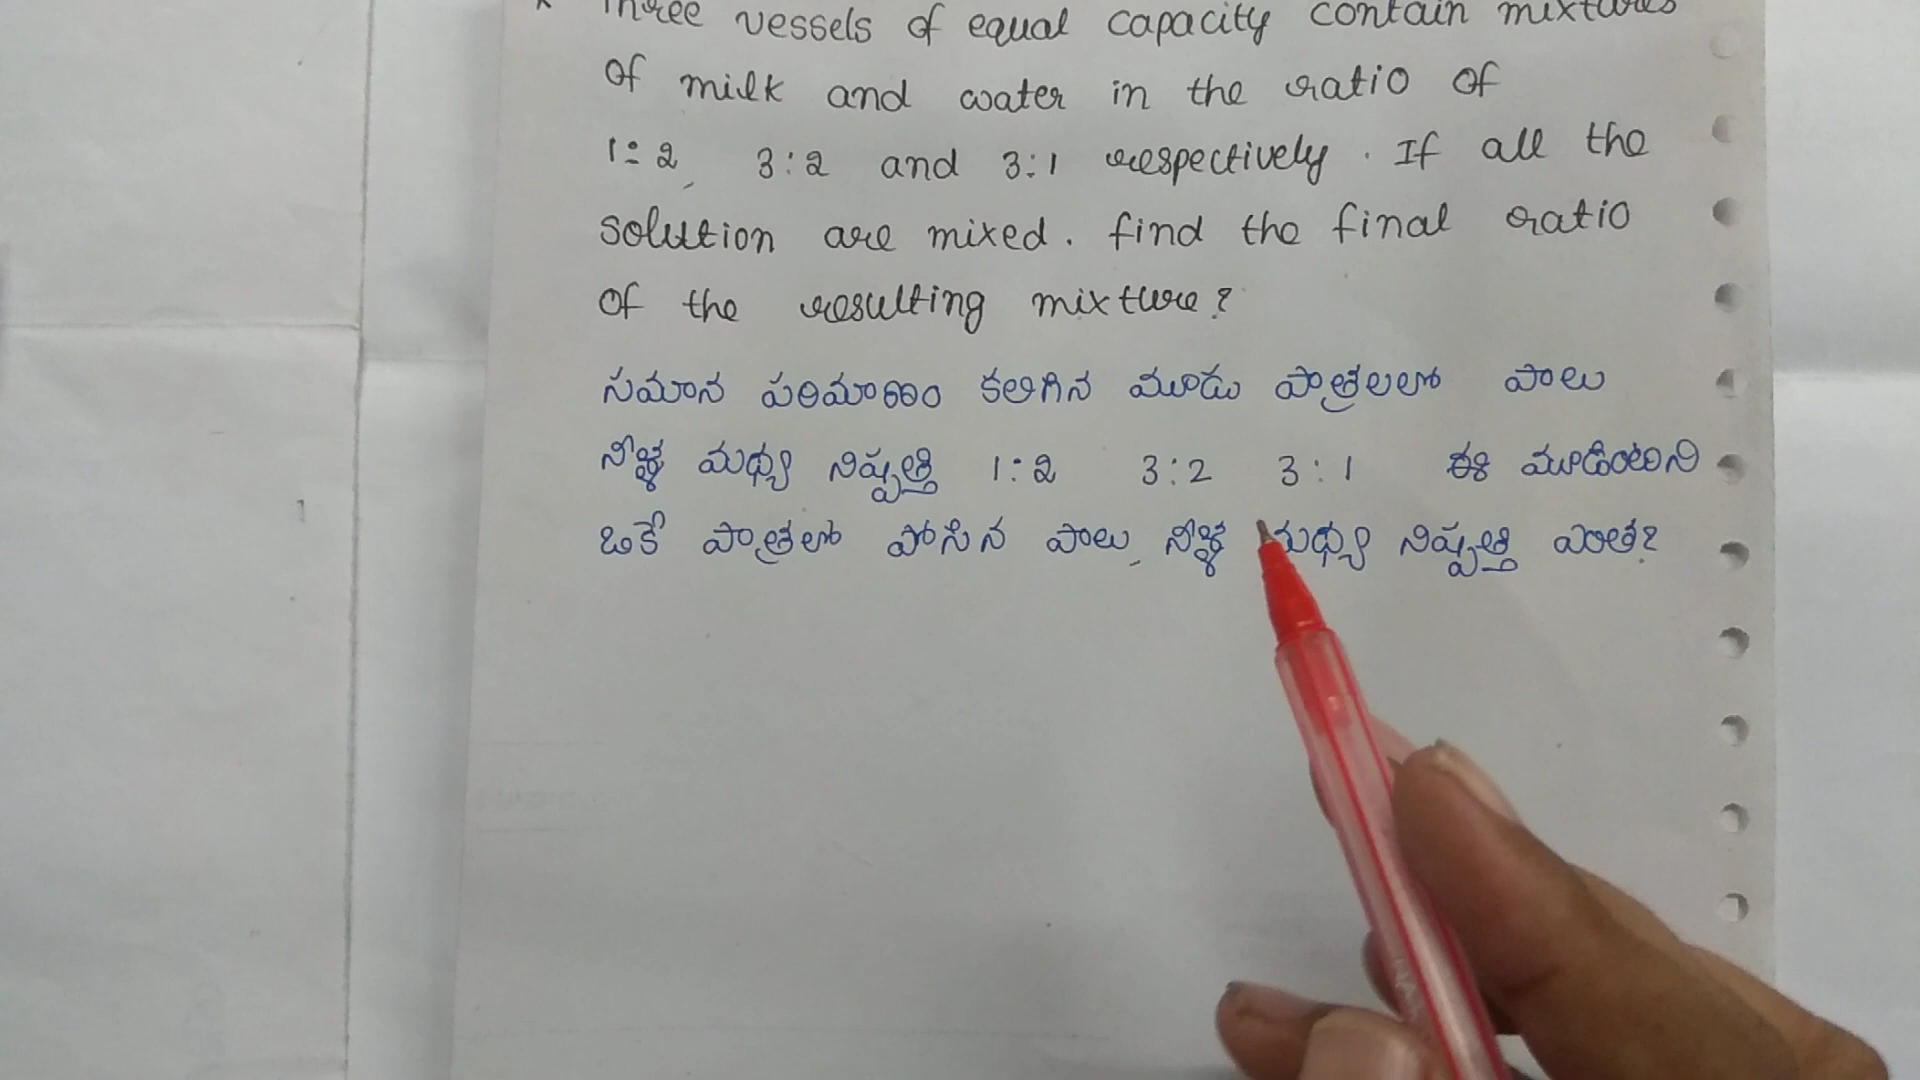 * Three vessels of equal capacity contain mixtures
of milk and water in the ratio of
1:2, 3:2 and 3:1 respectively. If all the
solution are mixed. find the final ratio
of the resulting mixture?
సమాన పరిమాణం కలిగిన మూడు పాత్రలలో పాలు
నీళ్ళ మధ్య నిష్పత్తి 1:2 3:2 3:1 ఈ మూడింటిని
ఒకే పాత్రలో పోసిన పాలు, నీళ్ళ మధ్య నిష్పత్తి ఎంత?